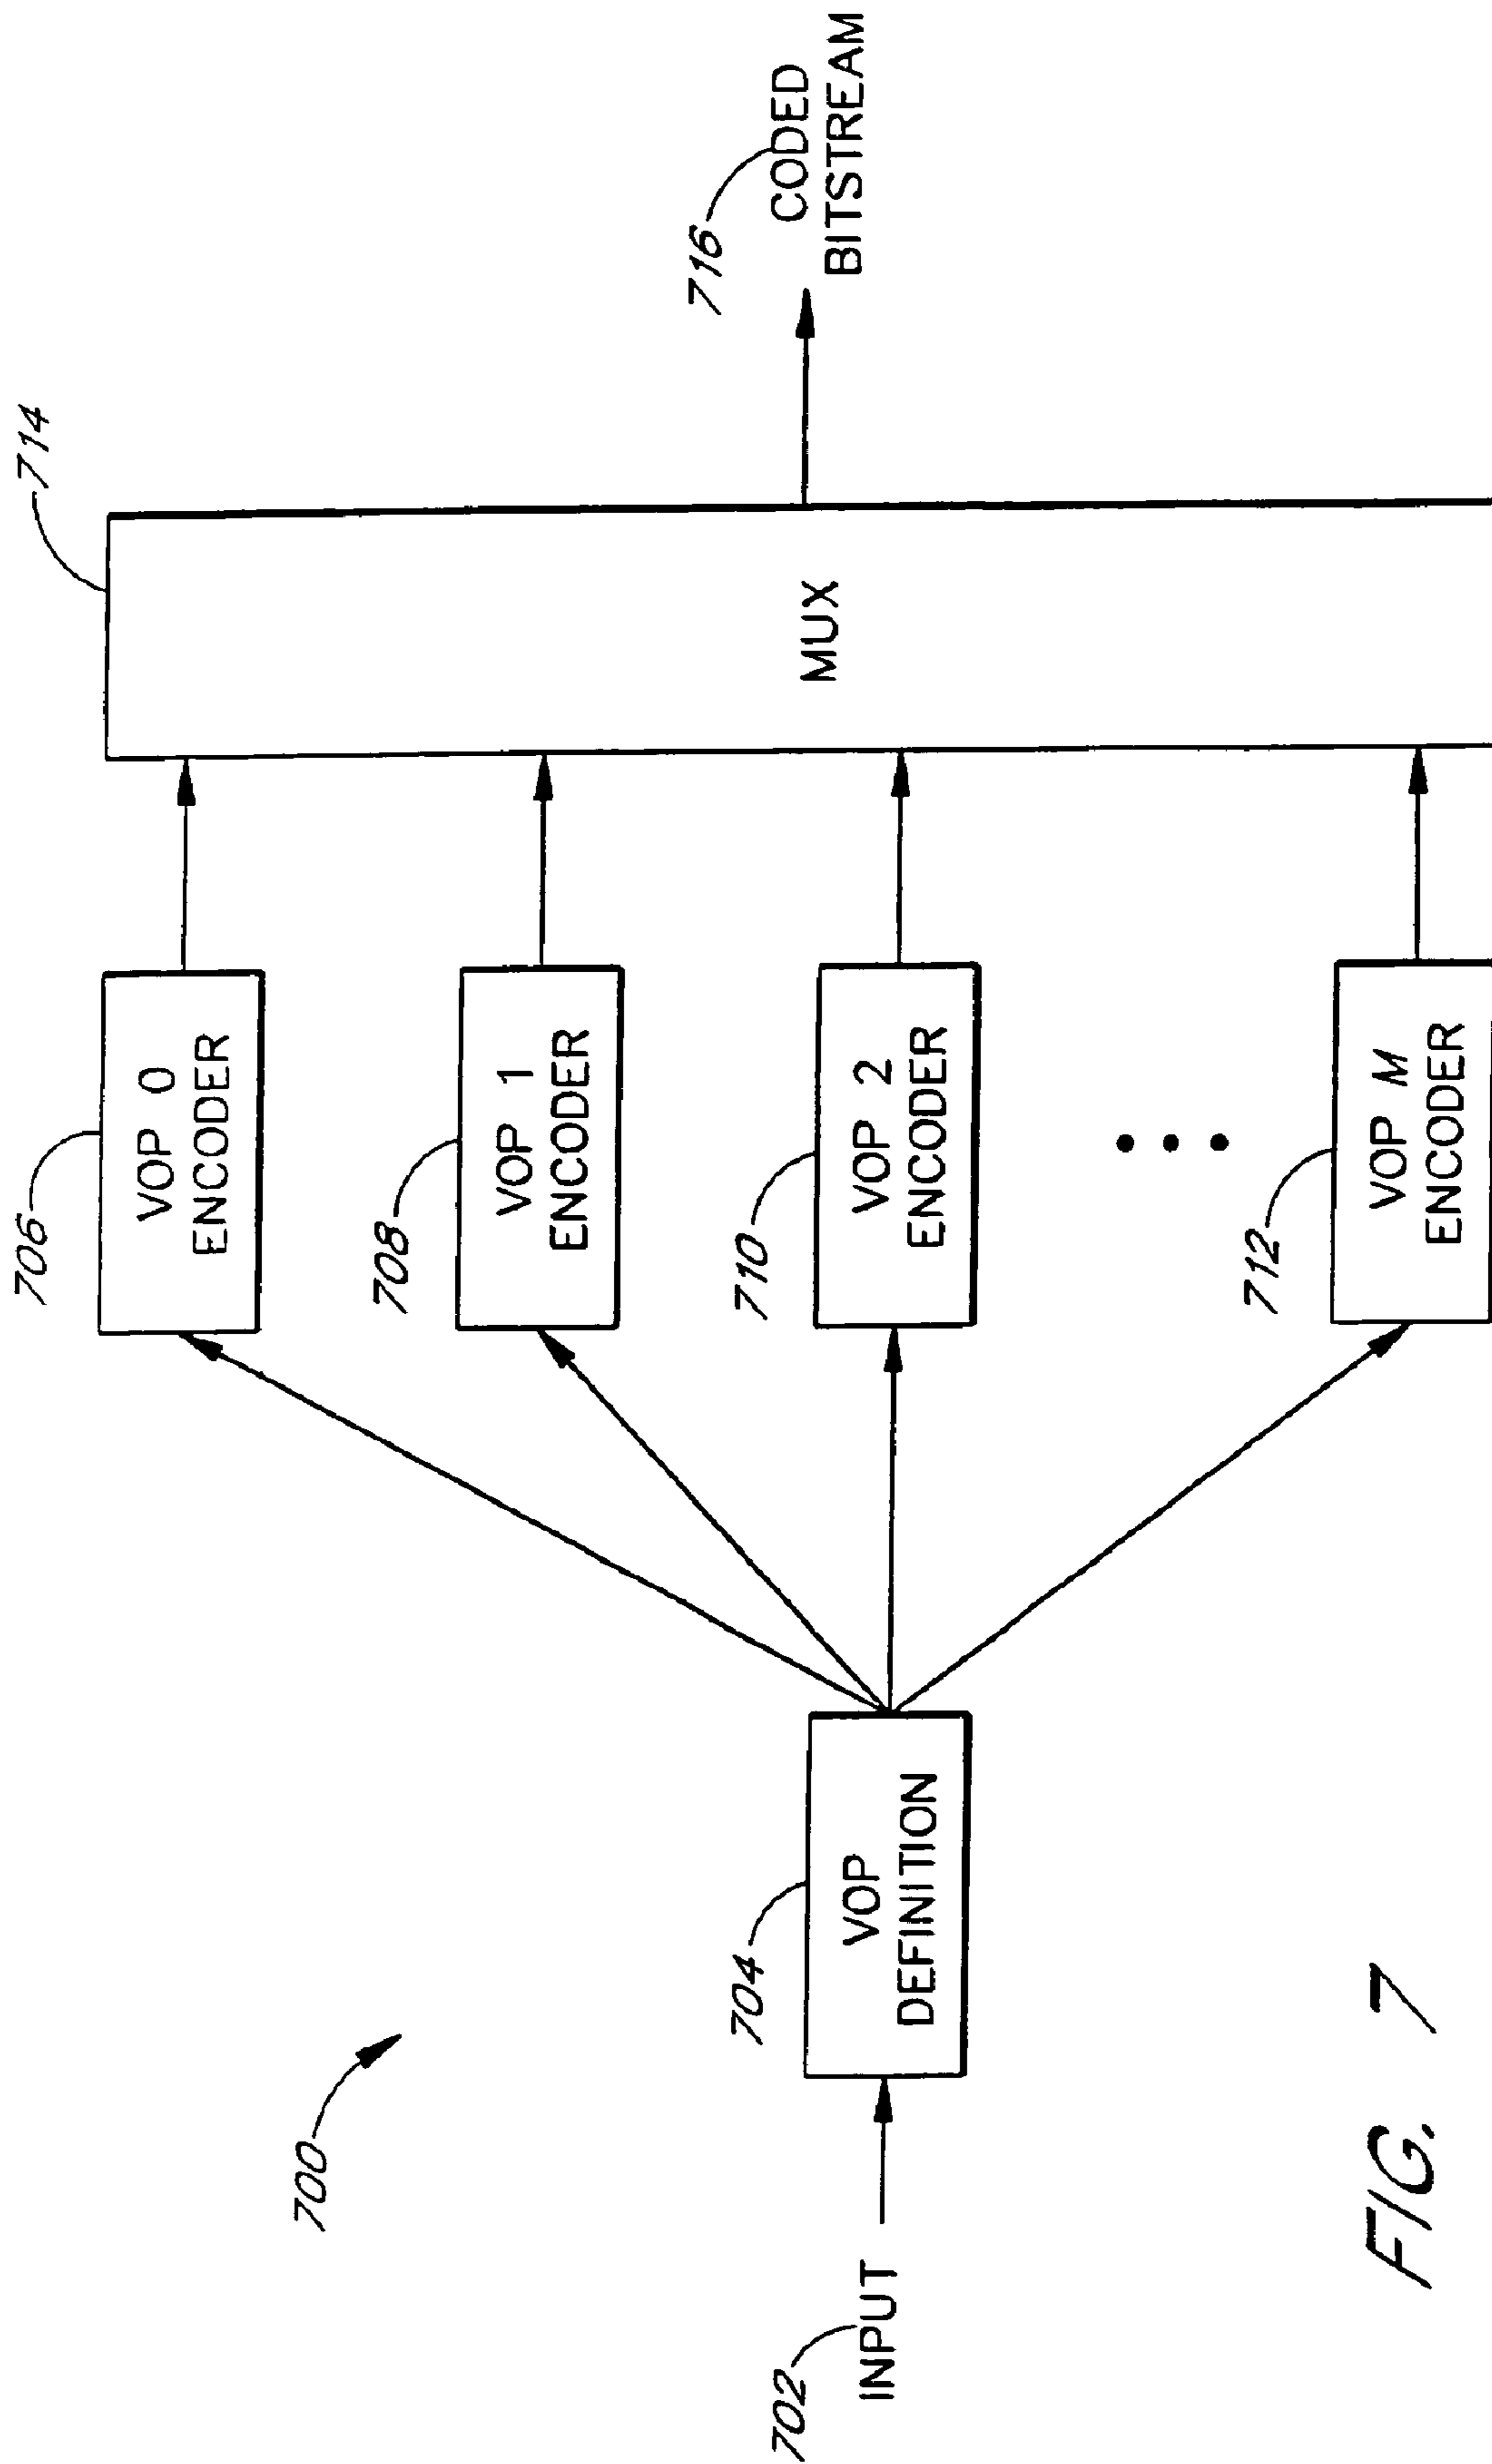 700
702
INPUT
704
VOP
DEFINITION
706
VOP 0
ENCODER
708
VOP 1
ENCODER
710
VOP 2
ENCODER
712
VOP M
ENCODER
714
MUX
716
CODED
BITSTREAM
FIG. 7